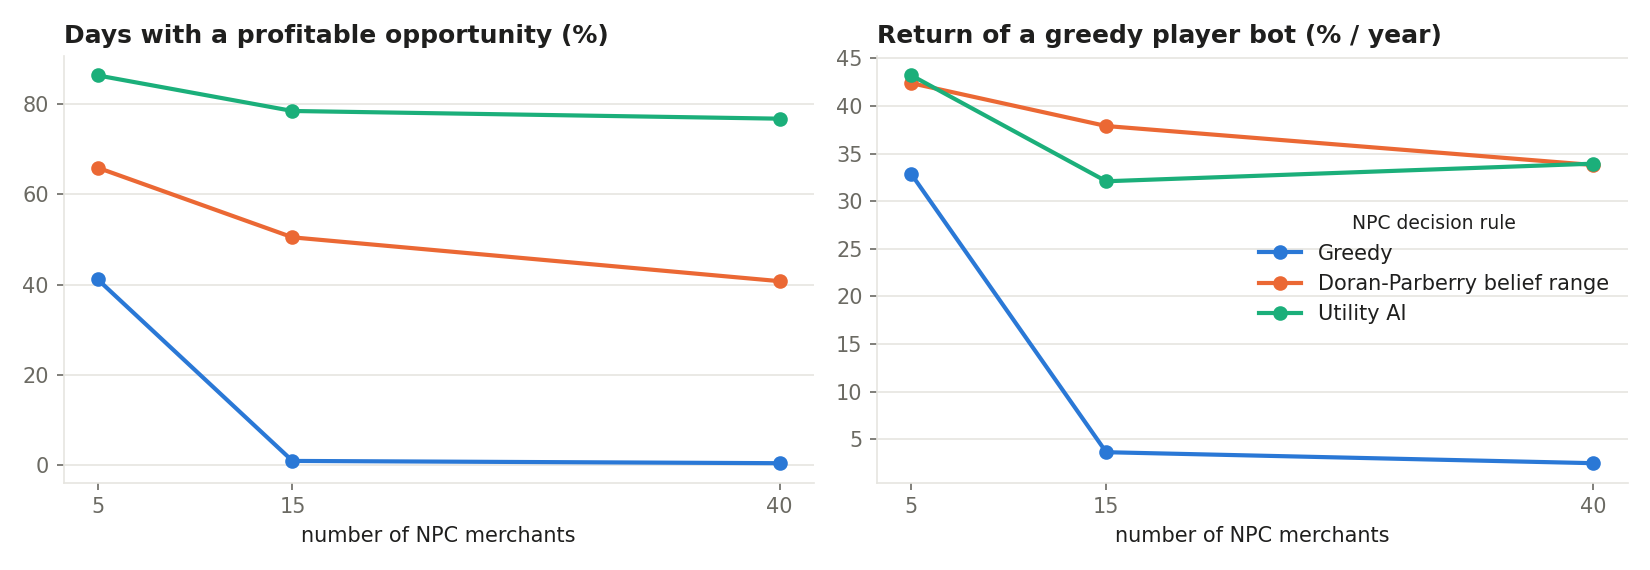 Days with a profitable opportunity (%)
80
60
40
20
0
5
15
40
number of NPC merchants
Return of a greedy player bot (% / year)
45
40
35
30
25
20
15
10
5
NPC decision rule
Greedy
Doran-Parberry belief range
Utility AI
5
15
40
number of NPC merchants